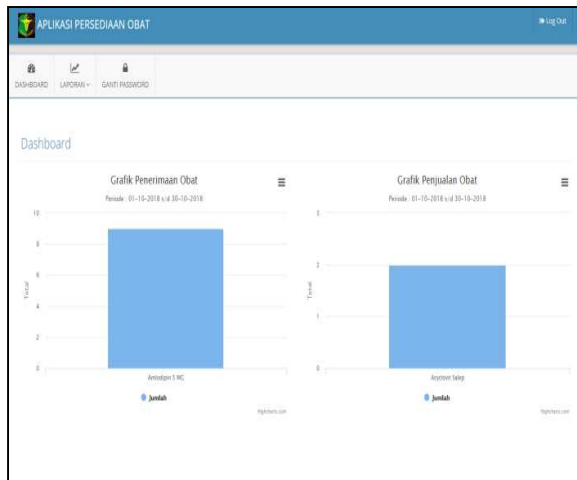 APLIKASI PERSEDIAAN OBAT
Log Out
DASHBOARD
LAPORAN
GANTI PASSWORD
Dashboard
Grafik Penerimaan Obat
Periode : 01-10-2018 s/d 30-10-2018
10
8
6
4
2
0
Total
Amlodipin 5 MG
Jumlah
Highcharts.com
Grafik Penjualan Obat
Periode : 01-10-2018 s/d 30-10-2018
3
2
1
0
Total
Acyclovir Salep
Jumlah
Highcharts.com